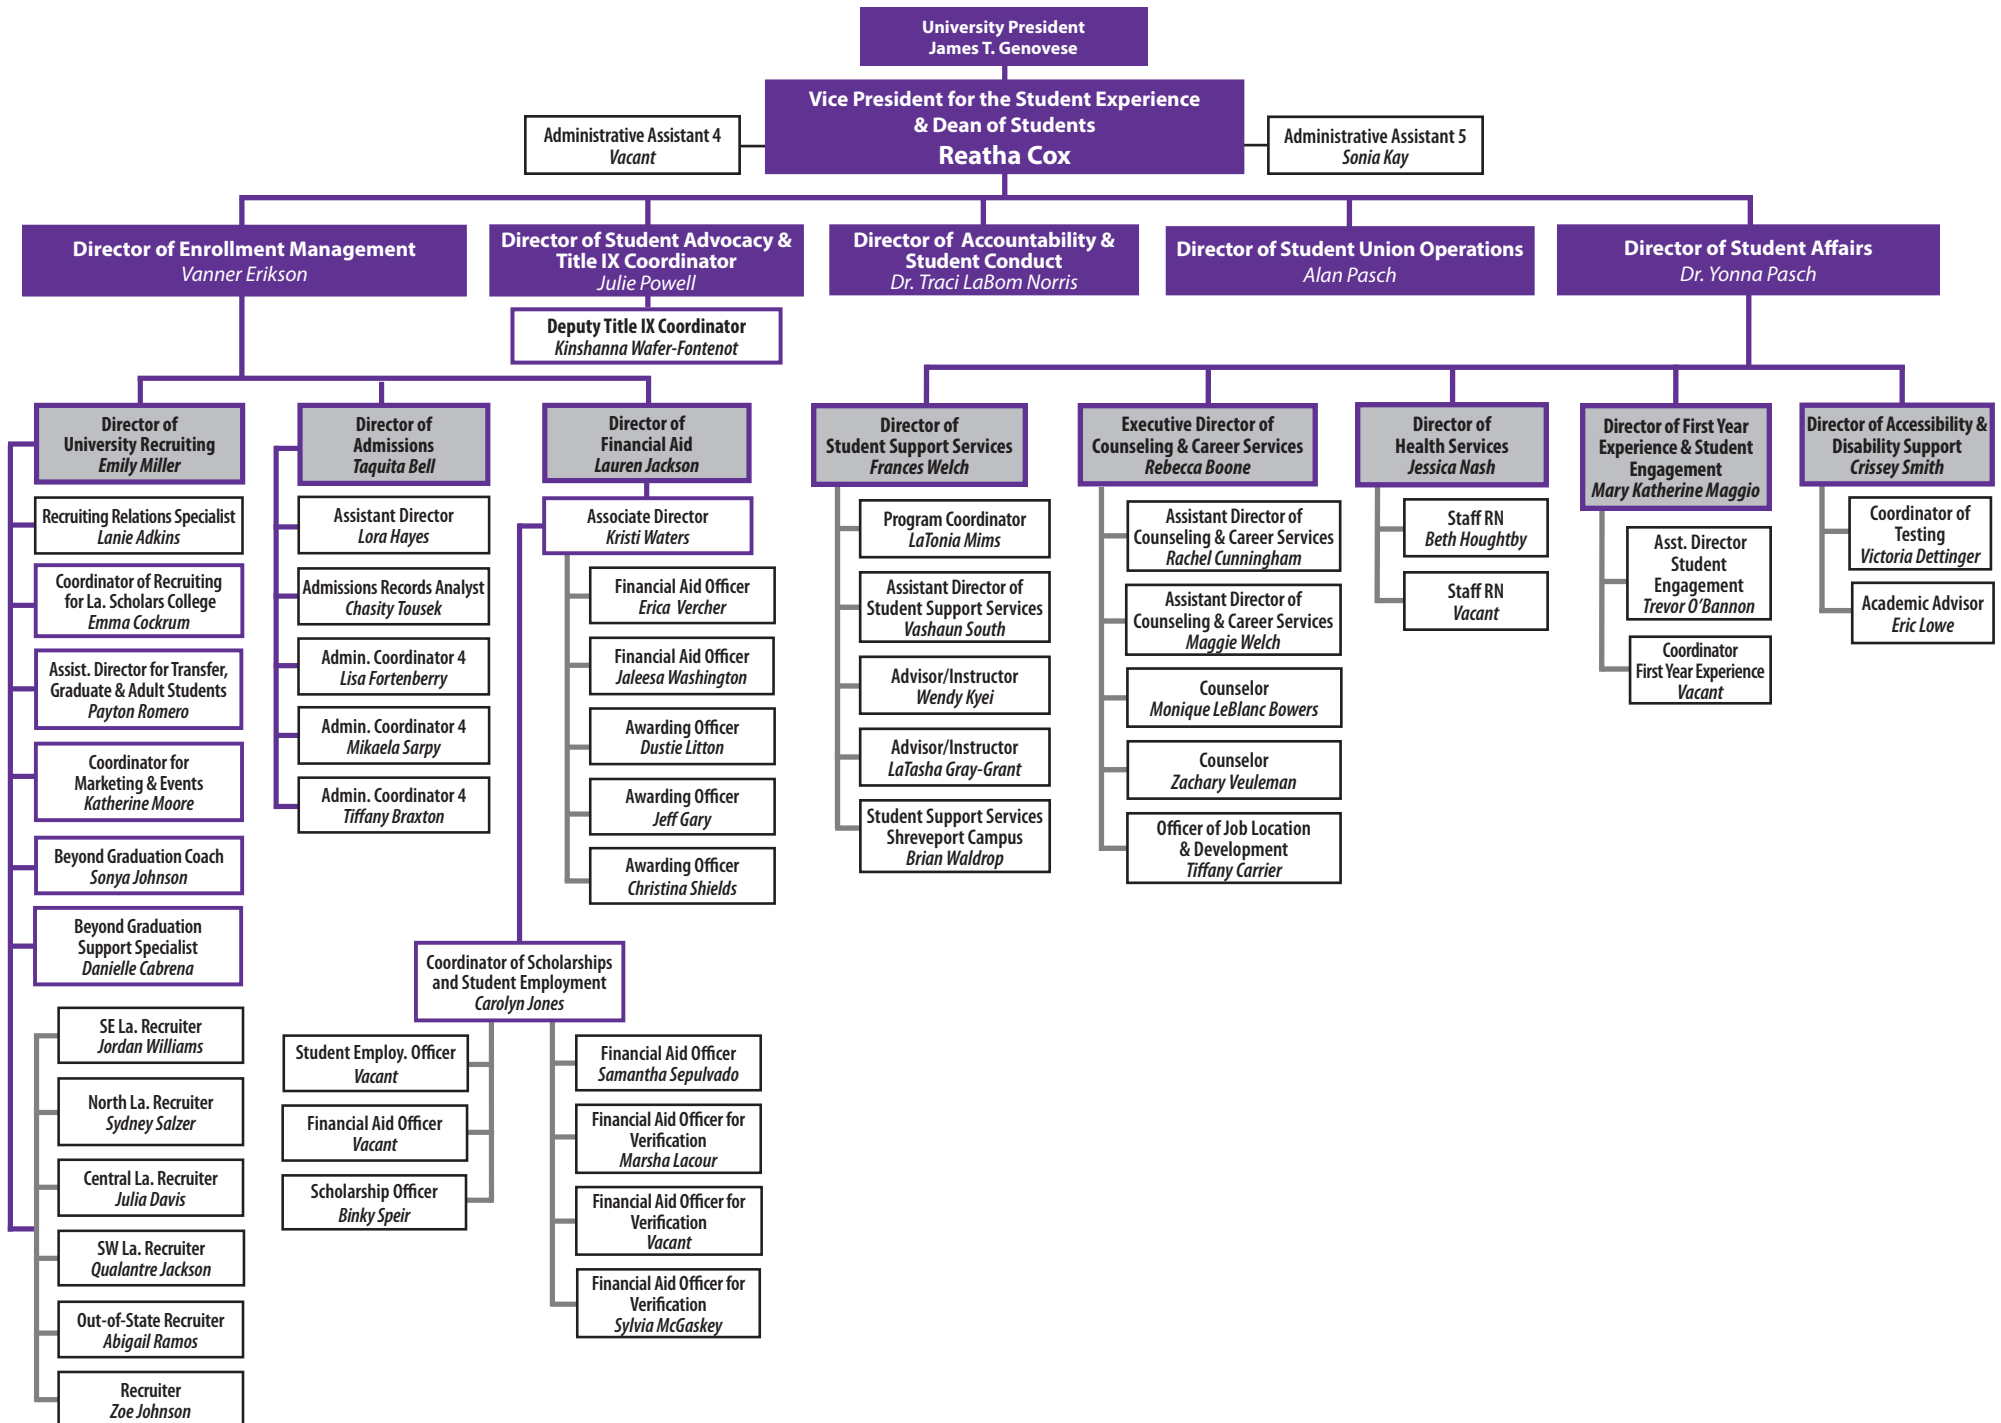 University President
James T. Genovese
Vice President for the Student Experience
& Dean of Students
Reatha Cox
Administrative Assistant 4
Vacant
Administrative Assistant 5
Sonia Kay
Director of Enrollment Management
Vanner Erikson
Director of Student Advocacy &
Title IX Coordinator
Julie Powell
Director of Accountability &
Student Conduct
Dr. Traci LaBom Norris
Director of Student Union Operations
Alan Pasch
Director of Student Affairs
Dr. Yonna Pasch
Deputy Title IX Coordinator
Kinshanna Wafer-Fontenot
Director of
University Recruiting
Emily Miller
Recruiting Relations Specialist
Lanie Adkins
Coordinator of Recruiting
for La. Scholars College
Emma Cockrum
Assist. Director for Transfer,
Graduate & Adult Students
Payton Romero
Coordinator for
Marketing & Events
Katherine Moore
Beyond Graduation Coach
Sonya Johnson
Beyond Graduation
Support Specialist
Danielle Cabrena
SE La. Recruiter
Jordan Williams
North La. Recruiter
Sydney Salzer
Central La. Recruiter
Julia Davis
SW La. Recruiter
Qualantre Jackson
Out-of-State Recruiter
Abigail Ramos
Recruiter
Zoe Johnson
Director of
Admissions
Taquita Bell
Assistant Director
Lora Hayes
Admissions Records Analyst
Chasity Tousek
Admin. Coordinator 4
Lisa Fortenberry
Admin. Coordinator 4
Mikaela Sarpy
Admin. Coordinator 4
Tiffany Braxton
Director of
Financial Aid
Lauren Jackson
Associate Director
Kristi Waters
Financial Aid Officer
Erica Vercher
Financial Aid Officer
Jaleesa Washington
Awarding Officer
Dustie Litton
Awarding Officer
Jeff Gary
Awarding Officer
Christina Shields
Coordinator of Scholarships
and Student Employment
Carolyn Jones
Student Employ. Officer
Vacant
Financial Aid Officer
Vacant
Scholarship Officer
Binky Speir
Financial Aid Officer
Samantha Sepulvado
Financial Aid Officer for
Verification
Marsha Lacour
Financial Aid Officer for
Verification
Vacant
Financial Aid Officer for
Verification
Sylvia McGaskey
Director of
Student Support Services
Frances Welch
Program Coordinator
LaTonia Mims
Assistant Director of
Student Support Services
Vashaun South
Advisor/Instructor
Wendy Kyei
Advisor/Instructor
LaTasha Gray-Grant
Student Support Services
Shreveport Campus
Brian Waldrop
Executive Director of
Counseling & Career Services
Rebecca Boone
Assistant Director of
Counseling & Career Services
Rachel Cunningham
Assistant Director of
Counseling & Career Services
Maggie Welch
Counselor
Monique LeBlanc Bowers
Counselor
Zachary Veuleman
Officer of Job Location
& Development
Tiffany Carrier
Director of
Health Services
Jessica Nash
Staff RN
Beth Houghtby
Staff RN
Vacant
Director of First Year
Experience & Student
Engagement
Mary Katherine Maggio
Asst. Director
Student
Engagement
Trevor O’Bannon
Coordinator
First Year Experience
Vacant
Director of Accessibility &
Disability Support
Crissey Smith
Coordinator of
Testing
Victoria Dettinger
Academic Advisor
Eric Lowe